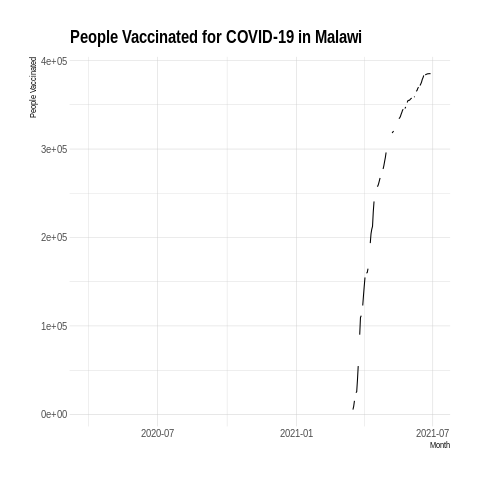 People Vaccinated for COVID-19 in Malawi
People Vaccinated
4e+05
3e+05
2e+05
1e+05
0e+00
2020-07
2021-01
2021-07
Month